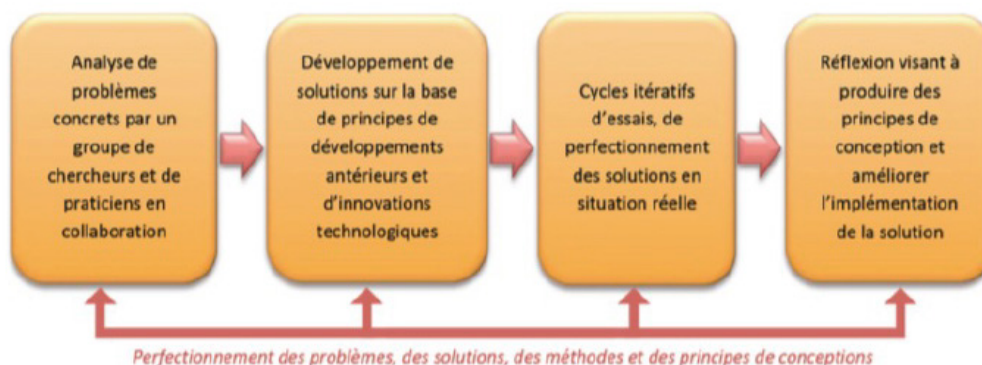 Analyse de
problèmes
concrets par un
groupe de
chercheurs et de
praticiens en
collaboration
Développement de
solutions sur la base
de principes de
développements
antérieurs et
d'innovations
technologiques
Cycles itératifs
d'essais, de
perfectionnement
des solutions en
situation réelle
Réflexion visant à
produire des
principes de
conception et
améliorer
l'implémentation
de la solution
Perfectionnement des problèmes, des solutions, des méthodes et des principes de conceptions